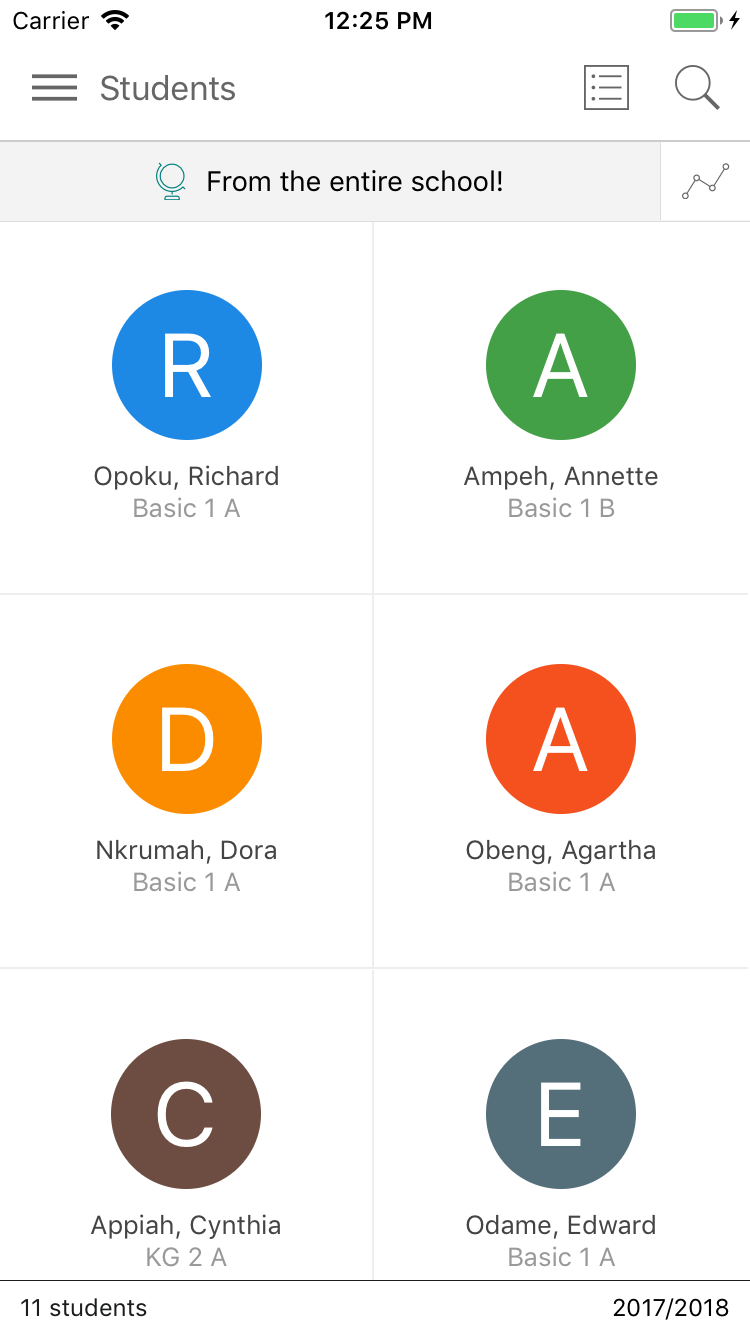 Carrier 12:25 PM
Students
From the entire school!
R
Opoku, Richard
Basic 1 A
A
Ampeh, Annette
Basic 1 B
D
Nkrumah, Dora
Basic 1 A
A
Obeng, Agartha
Basic 1 A
C
Appiah, Cynthia
KG 2 A
E
Odame, Edward
Basic 1 A
11 students 2017/2018